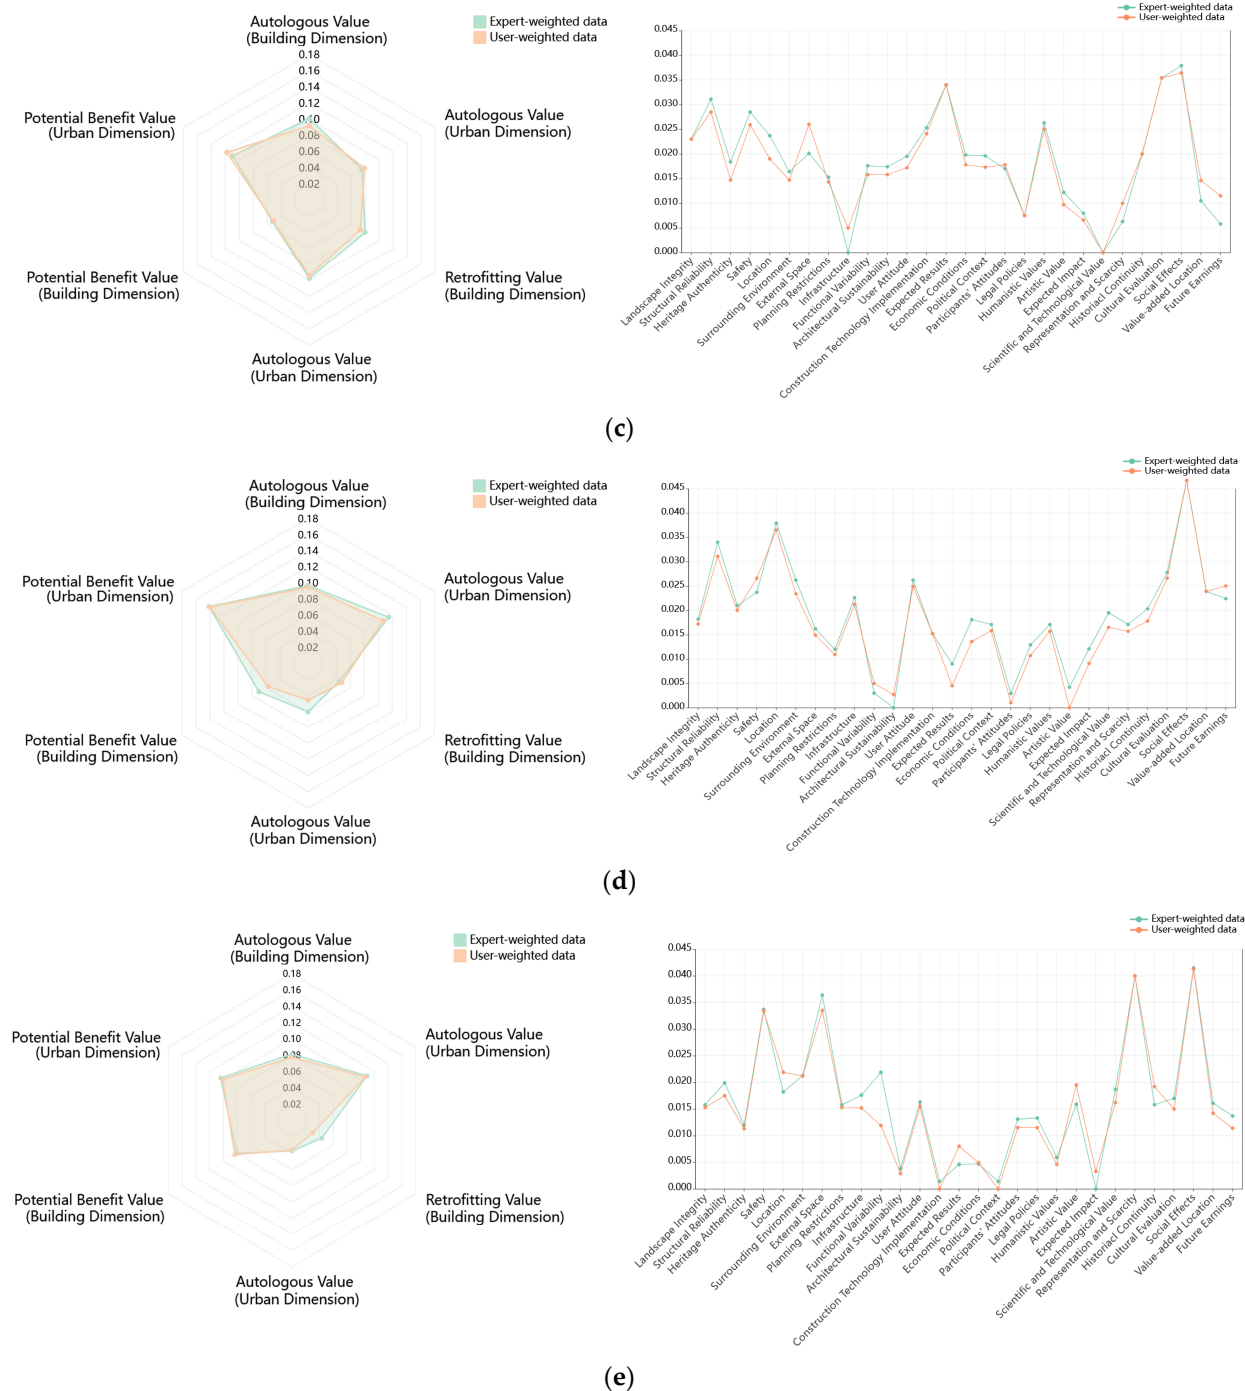 Autologous Value
(Building Dimension)
Expert-weighted data
User-weighted data
0.18
0.16
0.14
0.12
0.10
0.08
0.06
0.04
0.02
Potential Benefit Value
(Urban Dimension)
Autologous Value
(Urban Dimension)
Potential Benefit Value
(Building Dimension)
Retrofitting Value
(Building Dimension)
Autologous Value
(Urban Dimension)
Expert-weighted data
User-weighted data
0.045
0.040
0.035
0.030
0.025
0.020
0.015
0.010
0.005
0.000
Landscape Integrity
Structural Reliability
Heritage Authenticity
Safety
Location
Surrounding Environment
External Space
Planning Restrictions
Infrastructure
Functional Variability
Architectural Sustainability
User Attitude
Construction Technology Implementation
Expected Results
Economic Conditions
Political Context
Participants' Attitudes
Legal Policies
Humanistic Values
Artistic Value
Expected Impact
Scientific and Technological Value
Representation and Scarcity
Historiacl Continuity
Cultural Evaluation
Social Effects
Value-added Location
Future Earnings
(c)
Autologous Value
(Building Dimension)
Expert-weighted data
User-weighted data
0.18
0.16
0.14
0.12
0.10
0.08
0.06
0.04
0.02
Potential Benefit Value
(Urban Dimension)
Autologous Value
(Urban Dimension)
Potential Benefit Value
(Building Dimension)
Retrofitting Value
(Building Dimension)
Autologous Value
(Urban Dimension)
Expert-weighted data
User-weighted data
0.045
0.040
0.035
0.030
0.025
0.020
0.015
0.010
0.005
0.000
Landscape Integrity
Structural Reliability
Heritage Authenticity
Safety
Location
Surrounding Environment
External Space
Planning Restrictions
Infrastructure
Functional Variability
Architectural Sustainability
User Attitude
Construction Technology Implementation
Expected Results
Economic Conditions
Political Context
Participants' Attitudes
Legal Policies
Humanistic Values
Artistic Value
Expected Impact
Scientific and Technological Value
Representation and Scarcity
Historiacl Continuity
Cultural Evaluation
Social Effects
Value-added Location
Future Earnings
(d)
Autologous Value
(Building Dimension)
Expert-weighted data
User-weighted data
0.18
0.16
0.14
0.12
0.10
0.08
0.06
0.04
0.02
Potential Benefit Value
(Urban Dimension)
Autologous Value
(Urban Dimension)
Potential Benefit Value
(Building Dimension)
Retrofitting Value
(Building Dimension)
Autologous Value
(Urban Dimension)
Expert-weighted data
User-weighted data
0.045
0.040
0.035
0.030
0.025
0.020
0.015
0.010
0.005
0.000
Landscape Integrity
Structural Reliability
Heritage Authenticity
Safety
Location
Surrounding Environment
External Space
Planning Restrictions
Infrastructure
Functional Variability
Architectural Sustainability
User Attitude
Construction Technology Implementation
Expected Results
Economic Conditions
Political Context
Participants' Attitudes
Legal Policies
Humanistic Values
Artistic Value
Expected Impact
Scientific and Technological Value
Representation and Scarcity
Historiacl Continuity
Cultural Evaluation
Social Effects
Value-added Location
Future Earnings
(e)